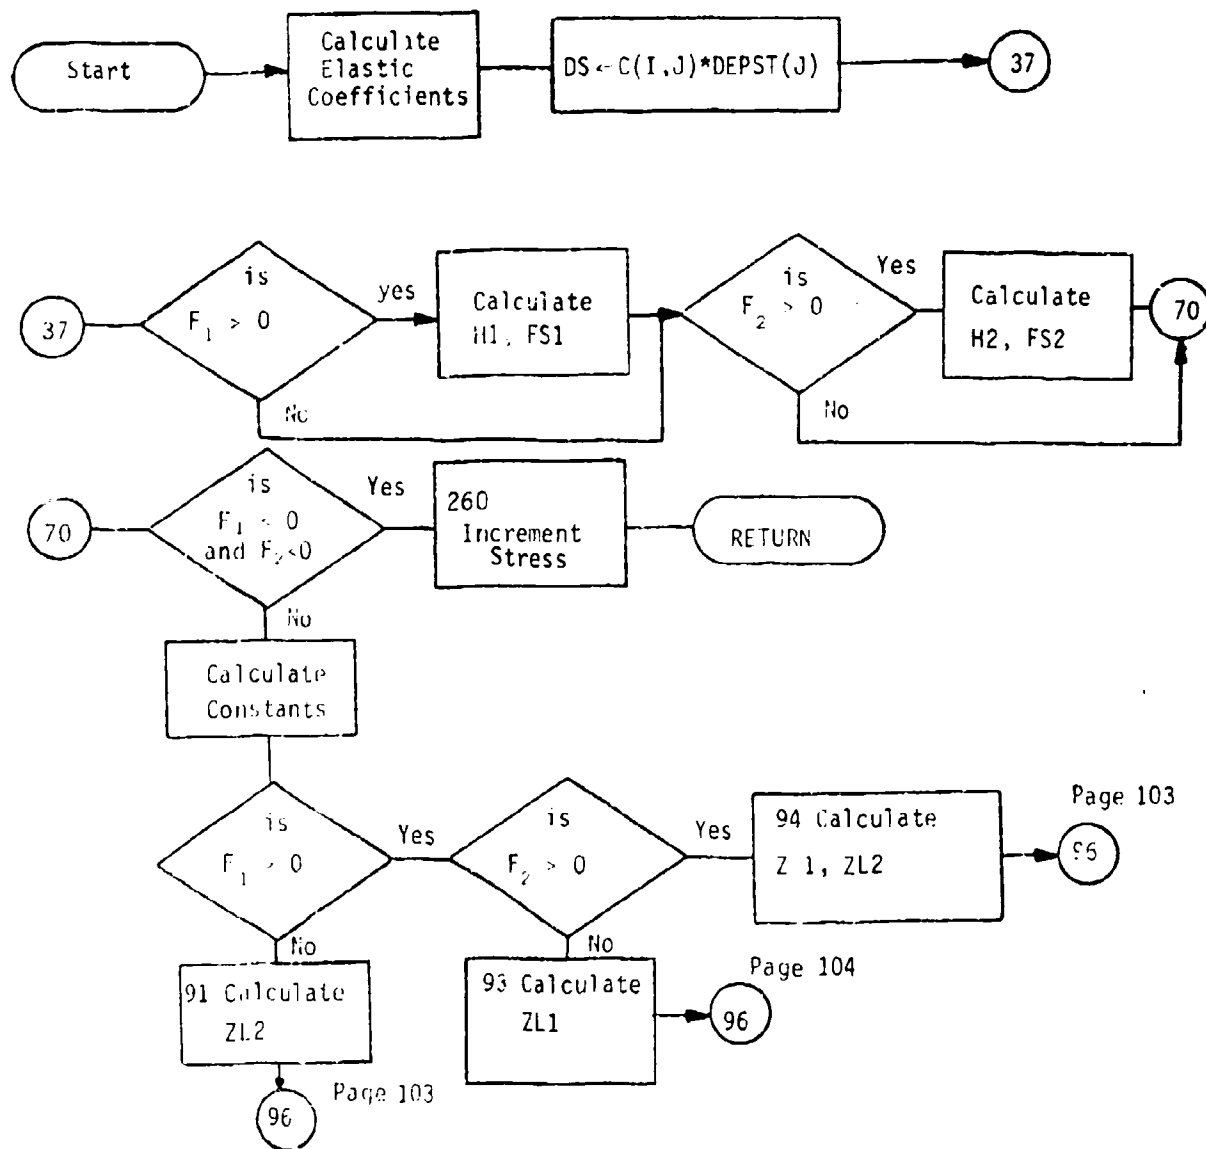 Start
Calculate
Elastic
Coefficients
DS←C(I,J)*DEPST(J)
37
37
is
F1 > 0
yes
No
Calculate
H1, FS1
is
F2 > 0
Yes
No
Calculate
H2, FS2
70
70
is
F1 < 0
and F2<0
Yes
No
260
Increment
Stress
RETURN
Calculate
Constants
is
F1 > 0
Yes
No
is
F2 > 0
Yes
No
94 Calculate
Z 1, ZL2
Page 103
96
91 Calculate
ZL2
93 Calculate
ZL1
Page 104
96
Page 103
96